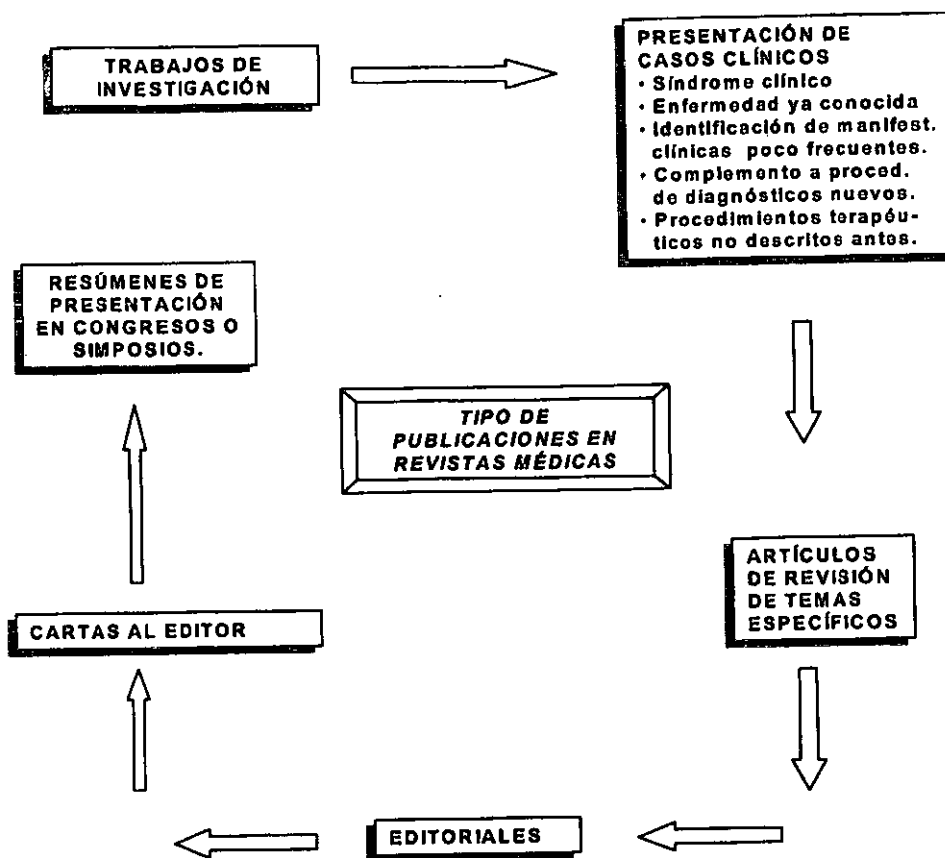 TRABAJOS DE
INVESTIGACIÓN
PRESENTACIÓN DE
CASOS CLÍNICOS
· Síndrome clínico
· Enfermedad ya conocida
· Identificación de manifest.
clínicas poco frecuentes.
· Complemento a proced.
de diagnósticos nuevos.
· Procedimientos terapéu-
ticos no descritos antes.
RESÚMENES DE
PRESENTACIÓN
EN CONGRESOS O
SIMPOSIOS.
TIPO DE
PUBLICACIONES EN
REVISTAS MÉDICAS
ARTÍCULOS
DE REVISIÓN
DE TEMAS
ESPECÍFICOS
CARTAS AL EDITOR
EDITORIALES